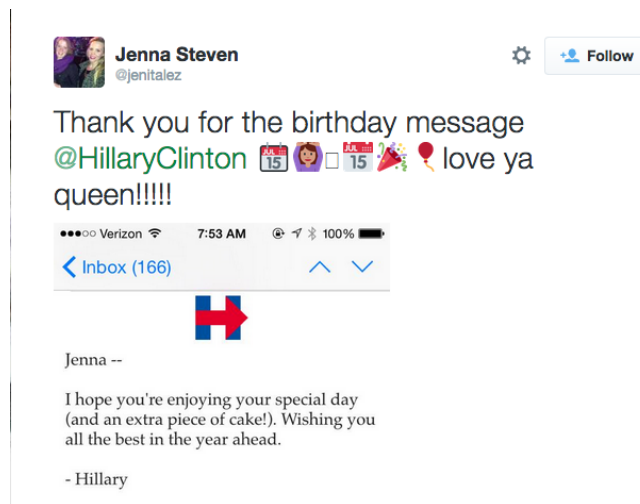 Jenna Steven
@jenitalez
Follow
Thank you for the birthday message
@HillaryClinton 📅🙆□📅🎉🎈love ya
queen!!!!!
●●●○○ Verizon 7:53 AM 100%
Inbox (166)
H
Jenna --
I hope you're enjoying your special day
(and an extra piece of cake!). Wishing you
all the best in the year ahead.
- Hillary